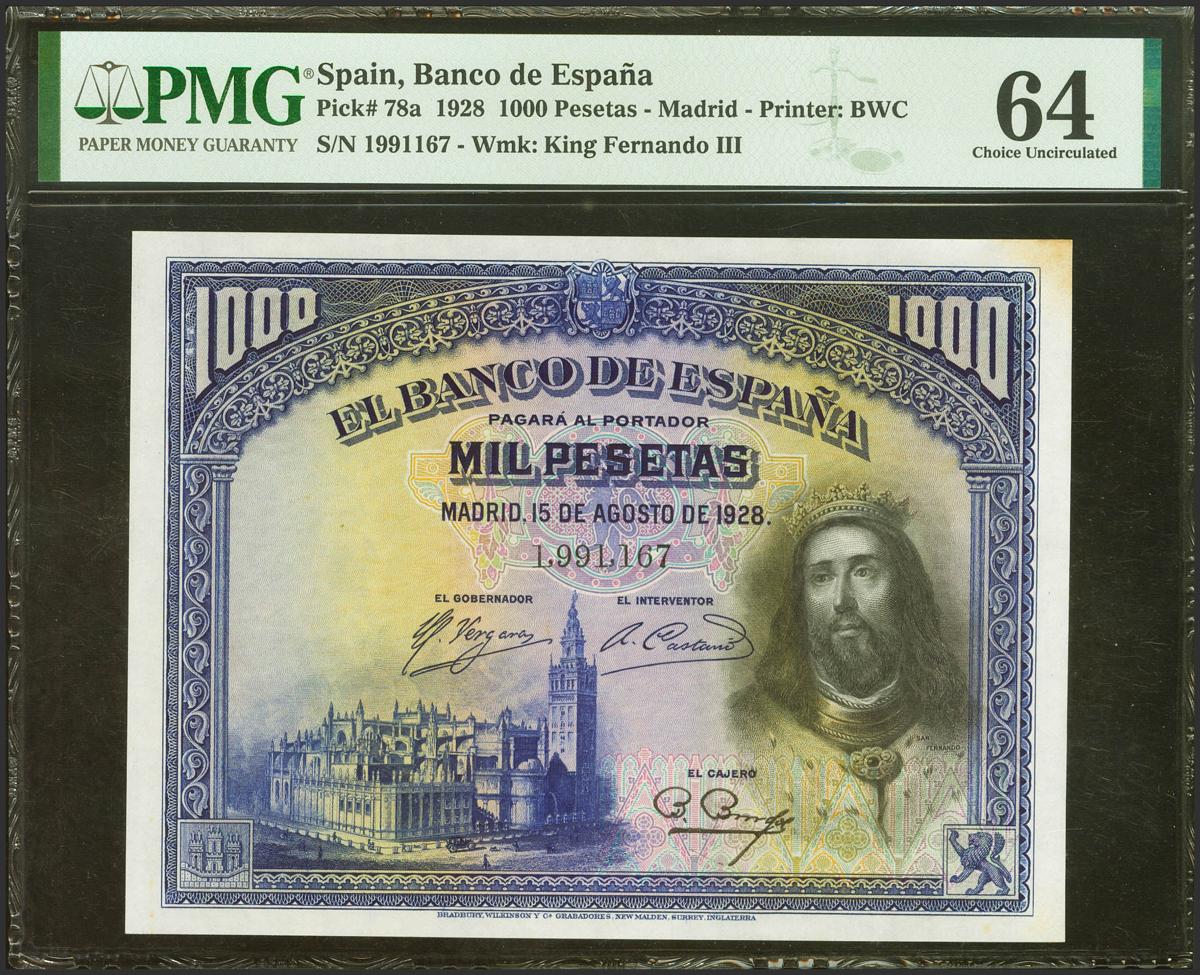 PMG®
PAPER MONEY GUARANTY
Spain, Banco de España
Pick# 78a 1928 1000 Pesetas - Madrid - Printer: BWC
S/N 1991167 - Wmk: King Fernando III
64
Choice Uncirculated
1000
1000
EL BANCO DE ESPAÑA
PAGARÁ AL PORTADOR
MIL PESETAS
MADRID, 15 DE AGOSTO DE 1928.
1,991,167
EL GOBERNADOR
EL INTERVENTOR
Vergara
A. Castaño
SAN
FERNANDO
EL CAJERO
BRADBURY, WILKINSON Y Cª GRABADORES, NEW MALDEN, SURREY, INGLATERRA